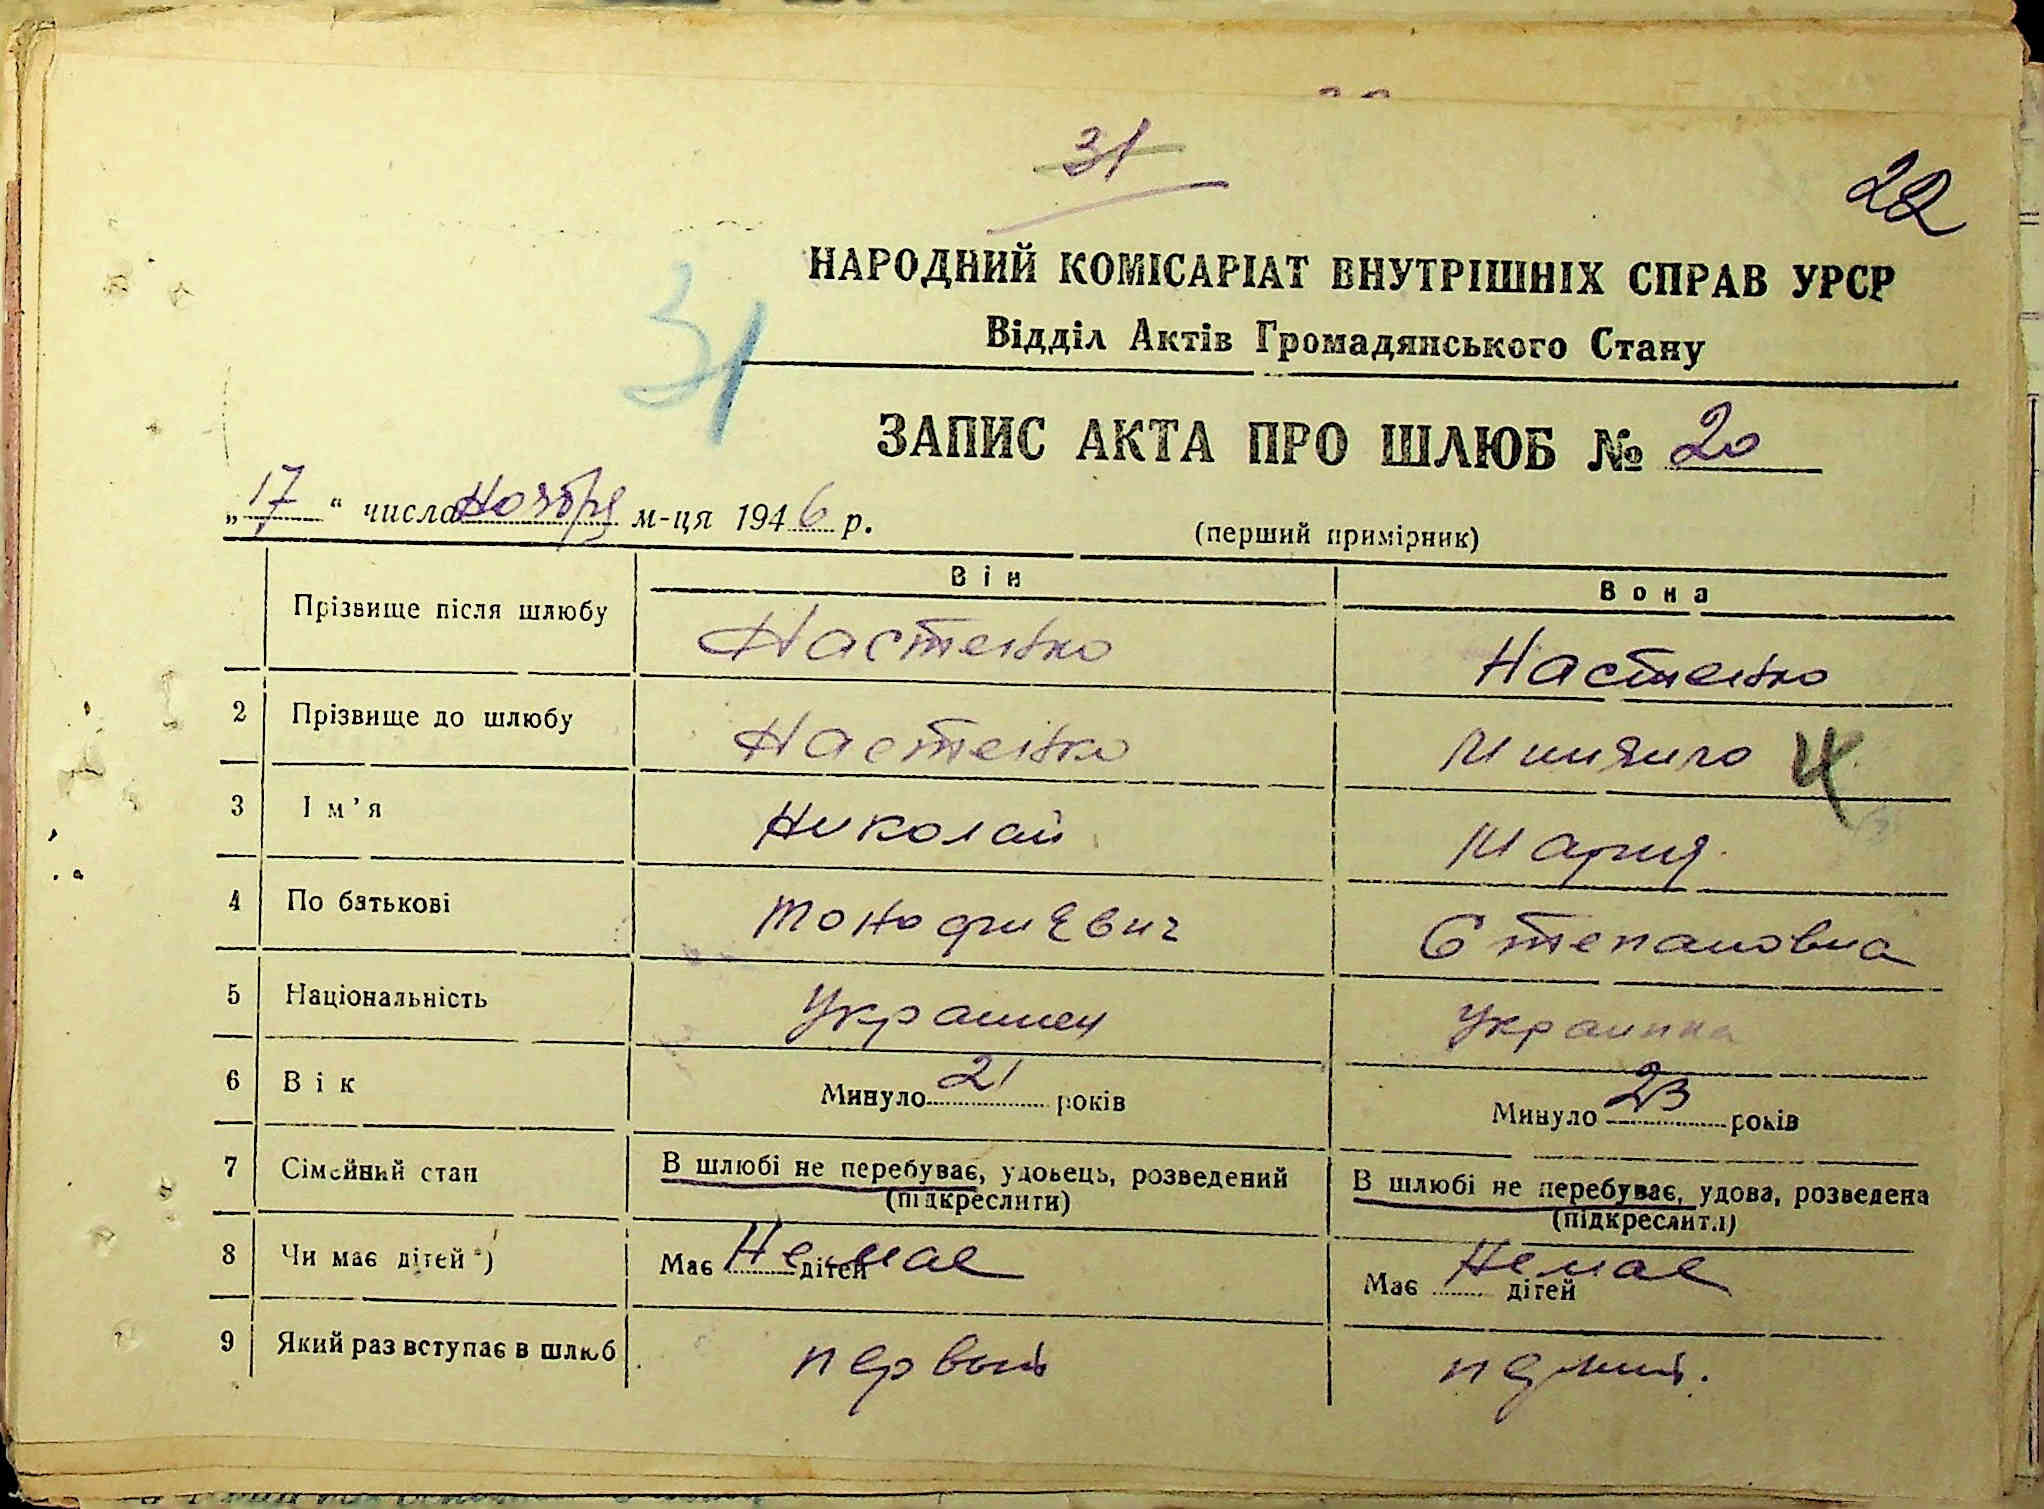 31
22
НАРОДНИЙ КОМІСАРІАТ ВНУТРІШНІХ СПРАВ УРСР
Відділ Актів Громадянського Стану
31
ЗАПИС АКТА ПРО ШЛЮБ № 20
„17“ числа Ноября м-ця 1946 р.
(перший примірник)
Він Вона
Прізвище після шлюбу Настенко Настенко
2 Прізвище до шлюбу Настенко
3 Ім'я Николай Мария
4 По батькові Тонофиевич Степановна
5 Національність Украинец Украинка
6 Вік Минуло 21 років Минуло 23 років
7 Сімейний стан В шлюбі не перебуває, удовець, розведений В шлюбі не перебуває, удова, розведена
(підкреслити) (підкреслити)
8 Чи має дітей*) Має Немае дітей Має Немае дітей
9 Який раз вступає в шлюб первый первый.